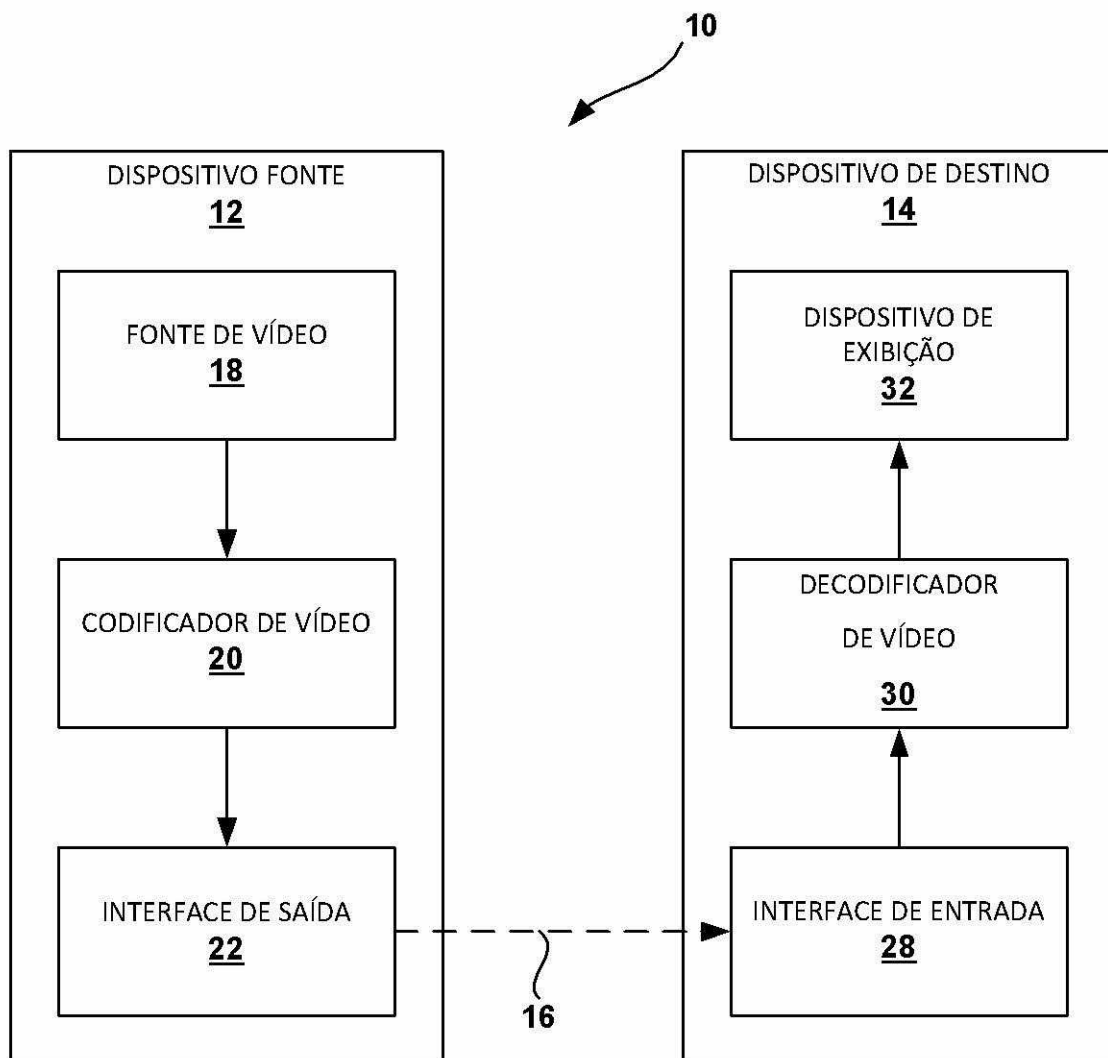 10
DISPOSITIVO FONTE
12
FONTE DE VÍDEO
18
CODIFICADOR DE VÍDEO
20
INTERFACE DE SAÍDA
22
16
DISPOSITIVO DE DESTINO
14
DISPOSITIVO DE
EXIBIÇÃO
32
DECODIFICADOR
DE VÍDEO
30
INTERFACE DE ENTRADA
28